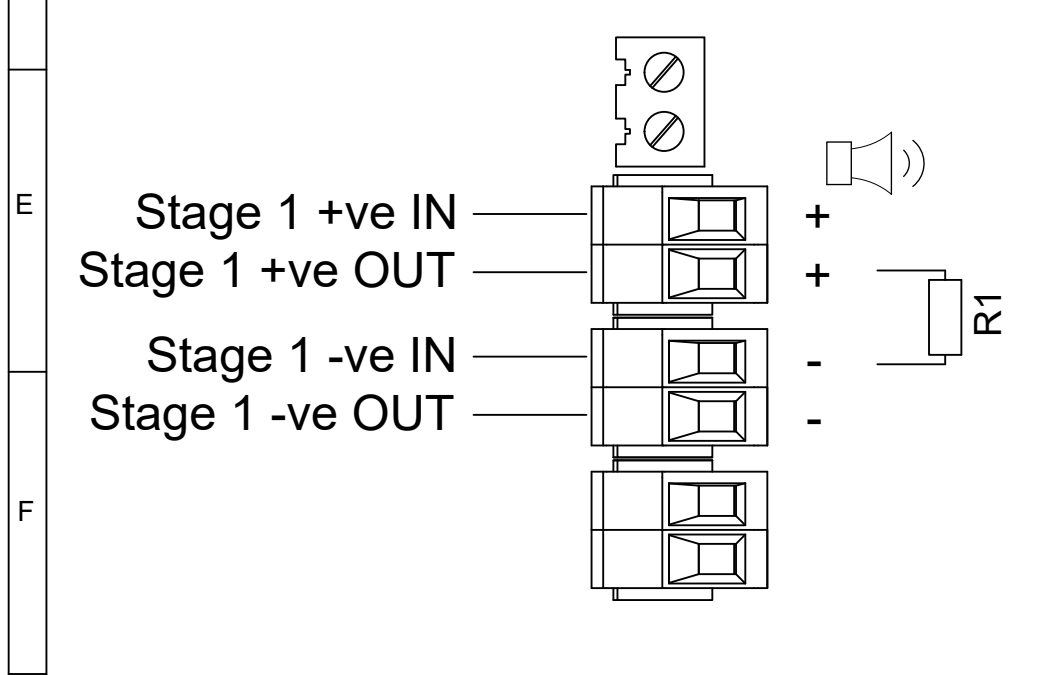 E
Stage 1 +ve IN
+
Stage 1 +ve OUT
+
R1
Stage 1 -ve IN
-
Stage 1 -ve OUT
-
F